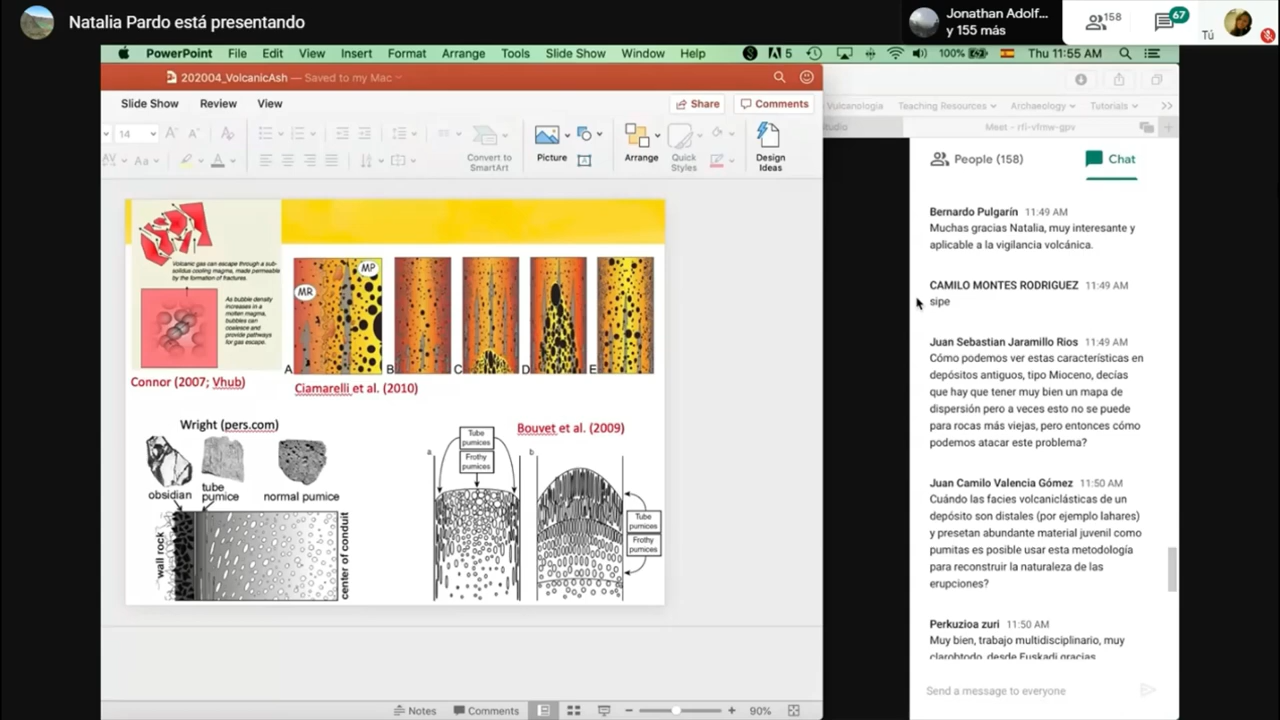 Natalia Pardo está presentando
Jonathan Adolf...
y 155 más
158
67
Tú
PowerPoint File Edit View Insert Format Arrange Tools Slide Show Window Help
5
100%
Thu 11:55 AM
202004_VolcanicAsh — Saved to my Mac
Slide Show Review View
Share
Comments
14
Aa
A
Convert to
SmartArt
Picture
Arrange
Quick
Styles
Design
Ideas
Vulcanología
Teaching Resources
Archaeology
Tutorials
Meet - rfi-vfmw-gpv
People (158)
Chat
Volcanic gas can escape through a sub-
solidus cooling magma, made permeable
by the formation of fractures.
As bubble density
increases in a
molten magma,
bubbles can
coalesce and
provide pathways
for gas escape.
Connor (2007; Vhub)
MR
MP
A
B
C
D
E
Ciamarelli et al. (2010)
Wright (pers.com)
obsidian
tube
pumice
normal pumice
wall rock
center of conduit
Bouvet et al. (2009)
a
b
Tube
pumices
Frothy
pumices
Tube
pumices
Frothy
pumices
Bernardo Pulgarín 11:49 AM
Muchas gracias Natalia, muy interesante y
aplicable a la vigilancia volcánica.
CAMILO MONTES RODRIGUEZ 11:49 AM
sipe
Juan Sebastian Jaramillo Rios 11:49 AM
Cómo podemos ver estas características en
depósitos antiguos, tipo Mioceno, decías
que hay que tener muy bien un mapa de
dispersión pero a veces esto no se puede
para rocas más viejas, pero entonces cómo
podemos atacar este problema?
Juan Camilo Valencia Gómez 11:50 AM
Cuándo las facies volcaniclásticas de un
depósito son distales (por ejemplo lahares)
y presetan abundante material juvenil como
pumitas es posible usar esta metodología
para reconstruir la naturaleza de las
erupciones?
Perkuzioa zuri 11:50 AM
Muy bien, trabajo multidisciplinario, muy
clarobtodo, desde Euskadi gracias
Send a message to everyone
Notes
Comments
90%